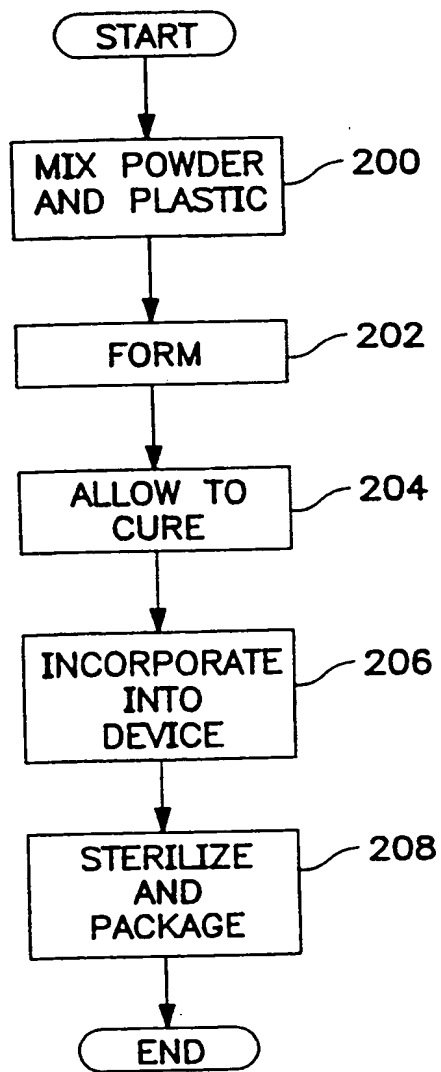 START
MIX POWDER
AND PLASTIC
200
FORM
202
ALLOW TO
CURE
204
INCORPORATE
INTO
DEVICE
206
STERILIZE
AND
PACKAGE
208
END